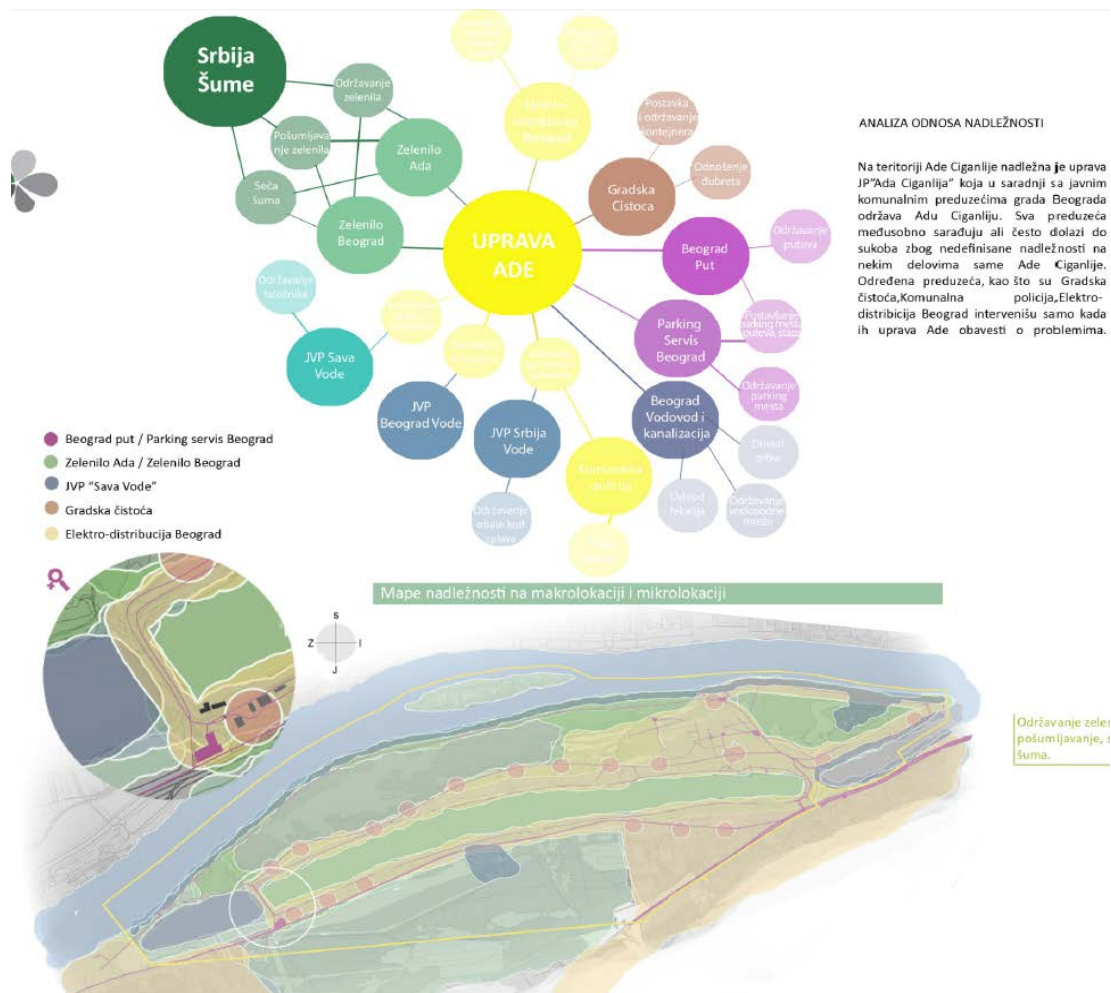 Srbija
Šume
Održavanje
zelenila
Pošumljava
nje zelenila
Seča
šuma
Zelenilo
Ada
Zelenilo
Beograd
UPRAVA
ADE
Postavka
i održavanje
kontejnera
Odnošenje
đubreta
Gradska
Čistoca
Beograd
Put
Održavanje
putova
Postavljanje
parking mesta,
puteva, staza
Parking
Servis
Beograd
Održavanje
parking
mesta
Beograd
Vodovod i
kanalizacija
Odvod
fekalija
Održavanje
vodovodne
mreže
Održavanje
JVP Sava
Vode
JVP
Beograd Vode
JVP Srbija
Vode
Održavanje
obale kod
splava
Komunalna
policija
ANALIZA ODNOSA NADLEŽNOSTI
Na teritoriji Ade Ciganlije nadležna je uprava
JP"Ada Ciganlija" koja u saradnji sa javnim
komunalnim preduzećima grada Beograda
održava Adu Ciganliju. Sva preduzeća
međusobno sarađuju ali često dolazi do
sukoba zbog nedefinisane nadležnosti na
nekim delovima same Ade Ciganlije.
Određena preduzeća, kao što su Gradska
čistoća,Komunalna policija,Elektro-
distribicija Beograd intervenišu samo kada
ih uprava Ade obavesti o problemima.
Beograd put / Parking servis Beograd
Zelenilo Ada / Zelenilo Beograd
JVP "Sava Vode"
Gradska čistoća
Elektro-distribucija Beograd
Mape nadležnosti na makrolokaciji i mikrolokaciji
S
Z
I
J
Održavanje
pošumljavanje,
šuma.